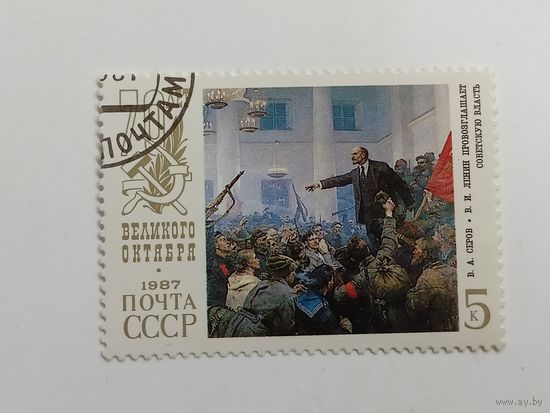 ПОЧТАМ
ВЕЛИКОГО
ОКТЯБРЯ
1987
ПОЧТА
СССР
В. А. СЕРОВ • В. И. ЛЕНИН ПРОВОЗГЛАШАЕТ
СОВЕТСКУЮ ВЛАСТЬ
5 К
www.ay.by